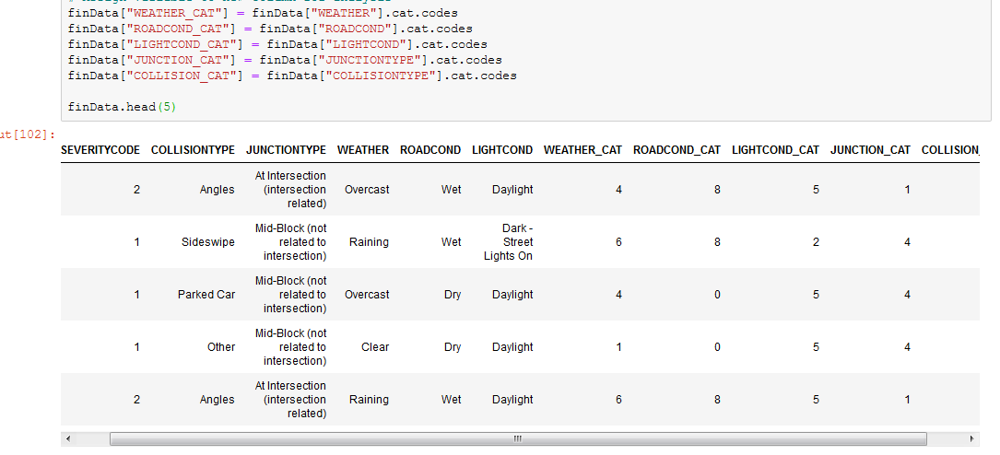 finData["WEATHER_CAT"] = finData["WEATHER"].cat.codes
finData["ROADCOND_CAT"] = finData["ROADCOND"].cat.codes
finData["LIGHTCOND_CAT"] = finData["LIGHTCOND"].cat.codes
finData["JUNCTION_CAT"] = finData["JUNCTIONTYPE"].cat.codes
finData["COLLISION_CAT"] = finData["COLLISIONTYPE"].cat.codes
finData.head(5)
ut[102]:
SEVERITYCODE COLLISIONTYPE JUNCTIONTYPE WEATHER ROADCOND LIGHTCOND WEATHER_CAT ROADCOND_CAT LIGHTCOND_CAT JUNCTION_CAT COLLISION_
At Intersection
2 Angles (intersection Overcast Wet Daylight 4 8 5 1
related)
Mid-Block (not Dark -
1 Sideswipe related to Raining Wet Street 6 8 2 4
intersection) Lights On
Mid-Block (not
1 Parked Car related to Overcast Dry Daylight 4 0 5 4
intersection)
Mid-Block (not
1 Other related to Clear Dry Daylight 1 0 5 4
intersection)
At Intersection
2 Angles (intersection Raining Wet Daylight 6 8 5 1
related)